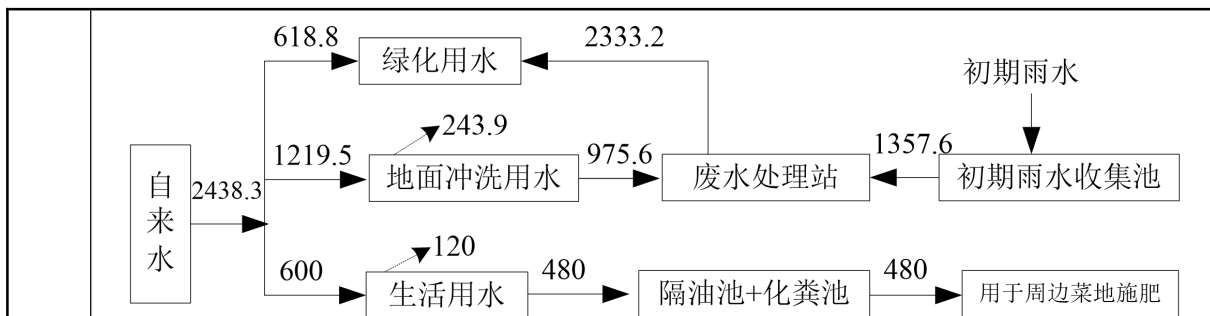 618.8
2333.2
绿化用水
初期雨水
243.9
1219.5
975.6
1357.6
地面冲洗用水
废水处理站
初期雨水收集池
自来水
2438.3
120
600
480
480
生活用水
隔油池+化粪池
用于周边菜地施肥